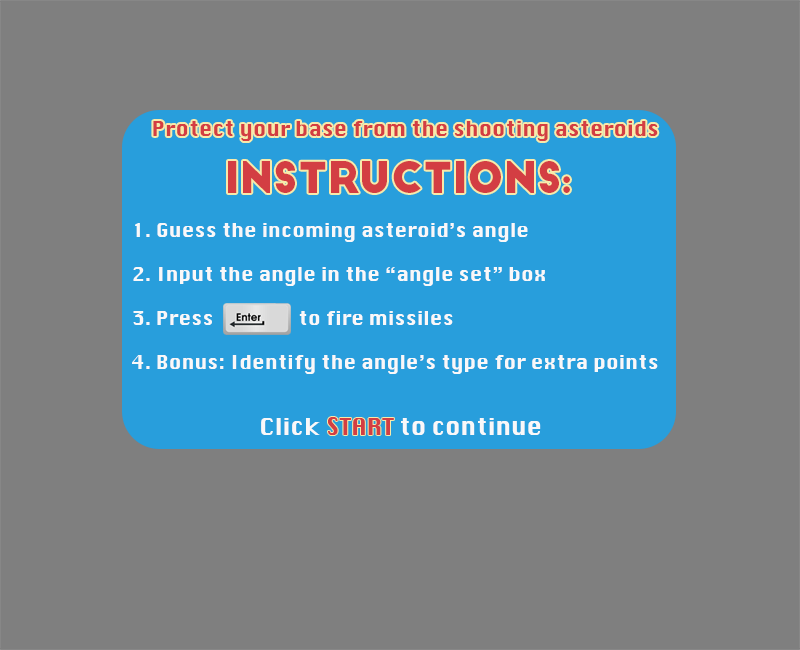 Protect your base from the shooting asteroids
INSTRUCTIONS:
1. Guess the incoming asteroid's angle
2. Input the angle in the “angle set” box
3. Press Enter to fire missiles
4. Bonus: Identify the angle's type for extra points
Click START to continue